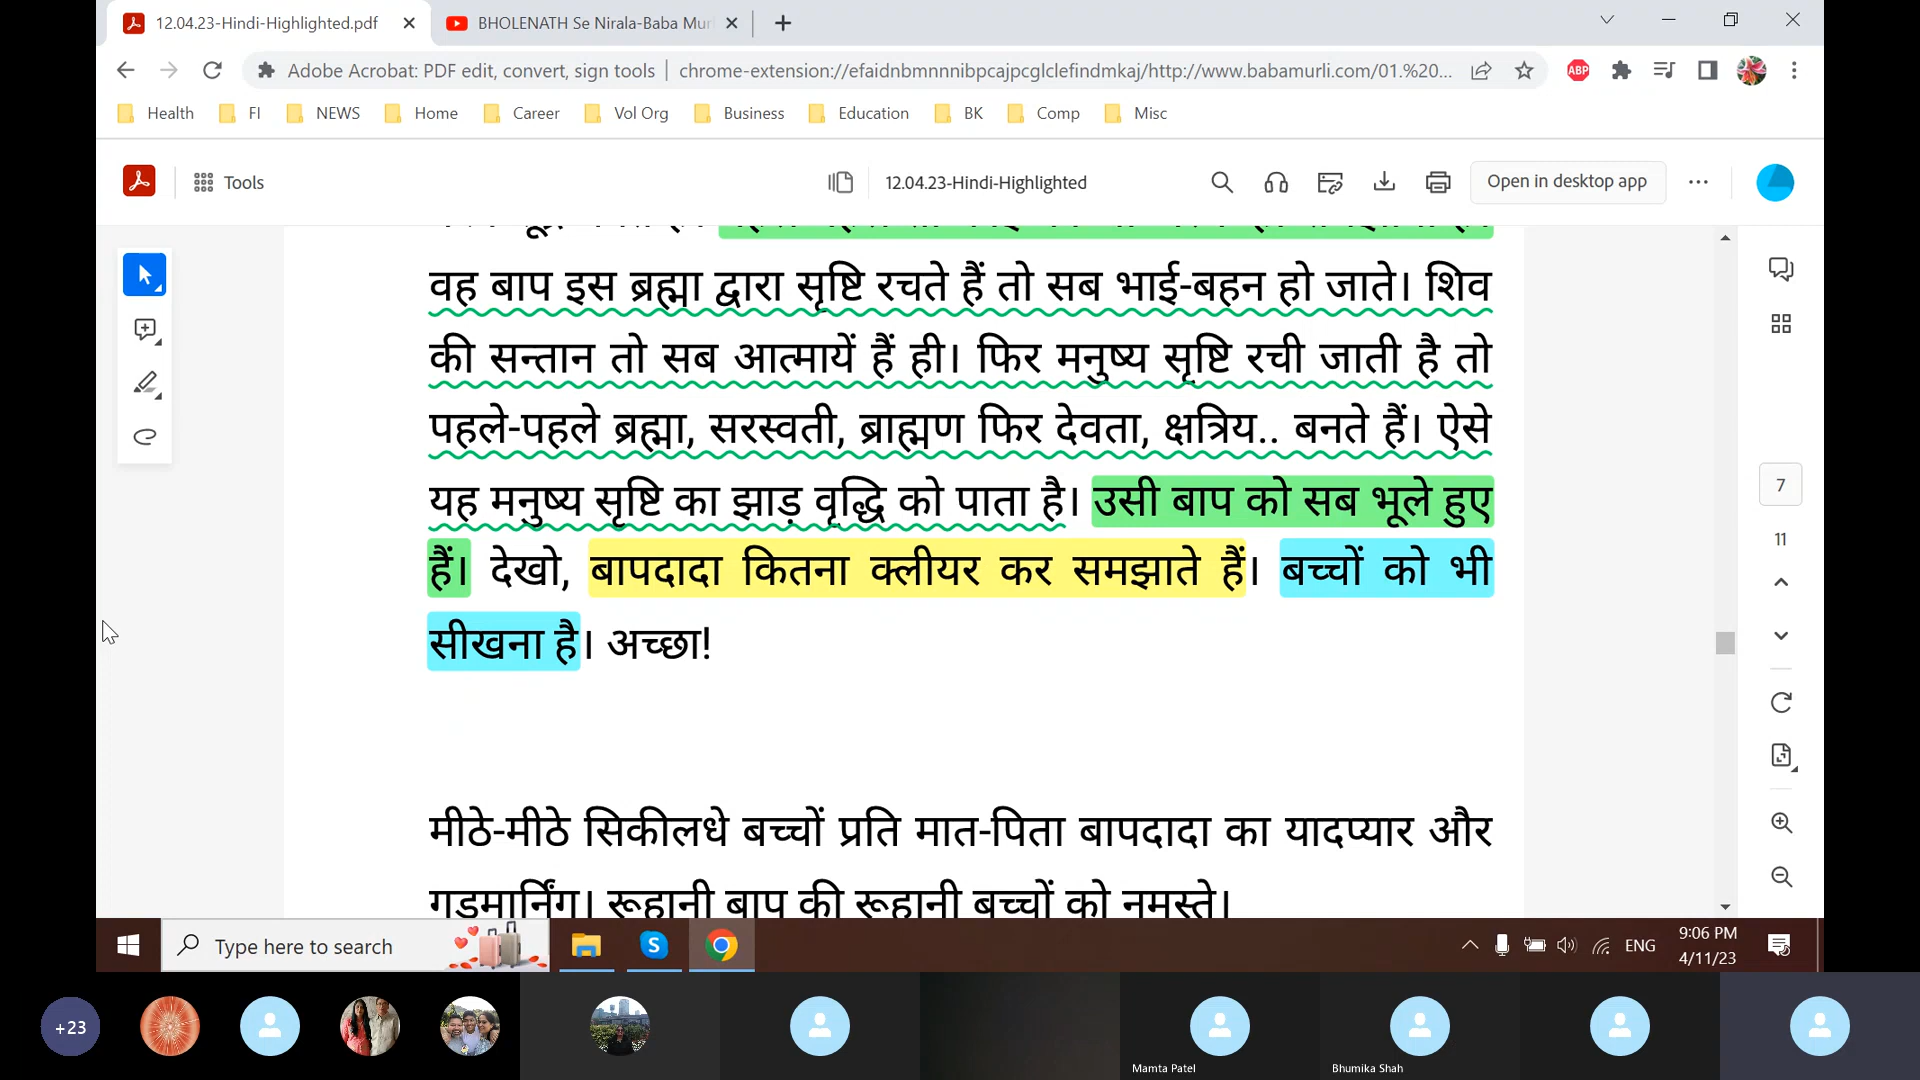 12.04.23-Hindi-Highlighted.pdf
BHOLENATH Se Nirala-Baba Mur
Adobe Acrobat: PDF edit, convert, sign tools
chrome-extension://efaidnbmnnnibpcajpcglclefindmkaj/http://www.babamurli.com/01.%20...
ABP
Health
FI
NEWS
Home
Career
Vol Org
Business
Education
BK
Comp
Misc
Tools
12.04.23-Hindi-Highlighted
Open in desktop app
वह बाप इस ब्रह्मा द्वारा सृष्टि रचते हैं तो सब भाई-बहन हो जाते। शिव
की सन्तान तो सब आत्मायें हैं ही। फिर मनुष्य सृष्टि रची जाती है तो
पहले-पहले ब्रह्मा, सरस्वती, ब्राह्मण फिर देवता, क्षत्रिय.. बनते हैं। ऐसे
यह मनुष्य सृष्टि का झाड़ वृद्धि को पाता है। उसी बाप को सब भूले हुए
हैं। देखो, बापदादा कितना क्लीयर कर समझाते हैं। बच्चों को भी
सीखना है। अच्छा!
मीठे-मीठे सिकीलधे बच्चों प्रति मात-पिता बापदादा का यादप्यार और
गुडमार्निंग। रूहानी बाप की रूहानी बच्चों को नमस्ते।
7
11
Type here to search
ENG
9:06 PM
4/11/23
+23
Mamta Patel
Bhumika Shah